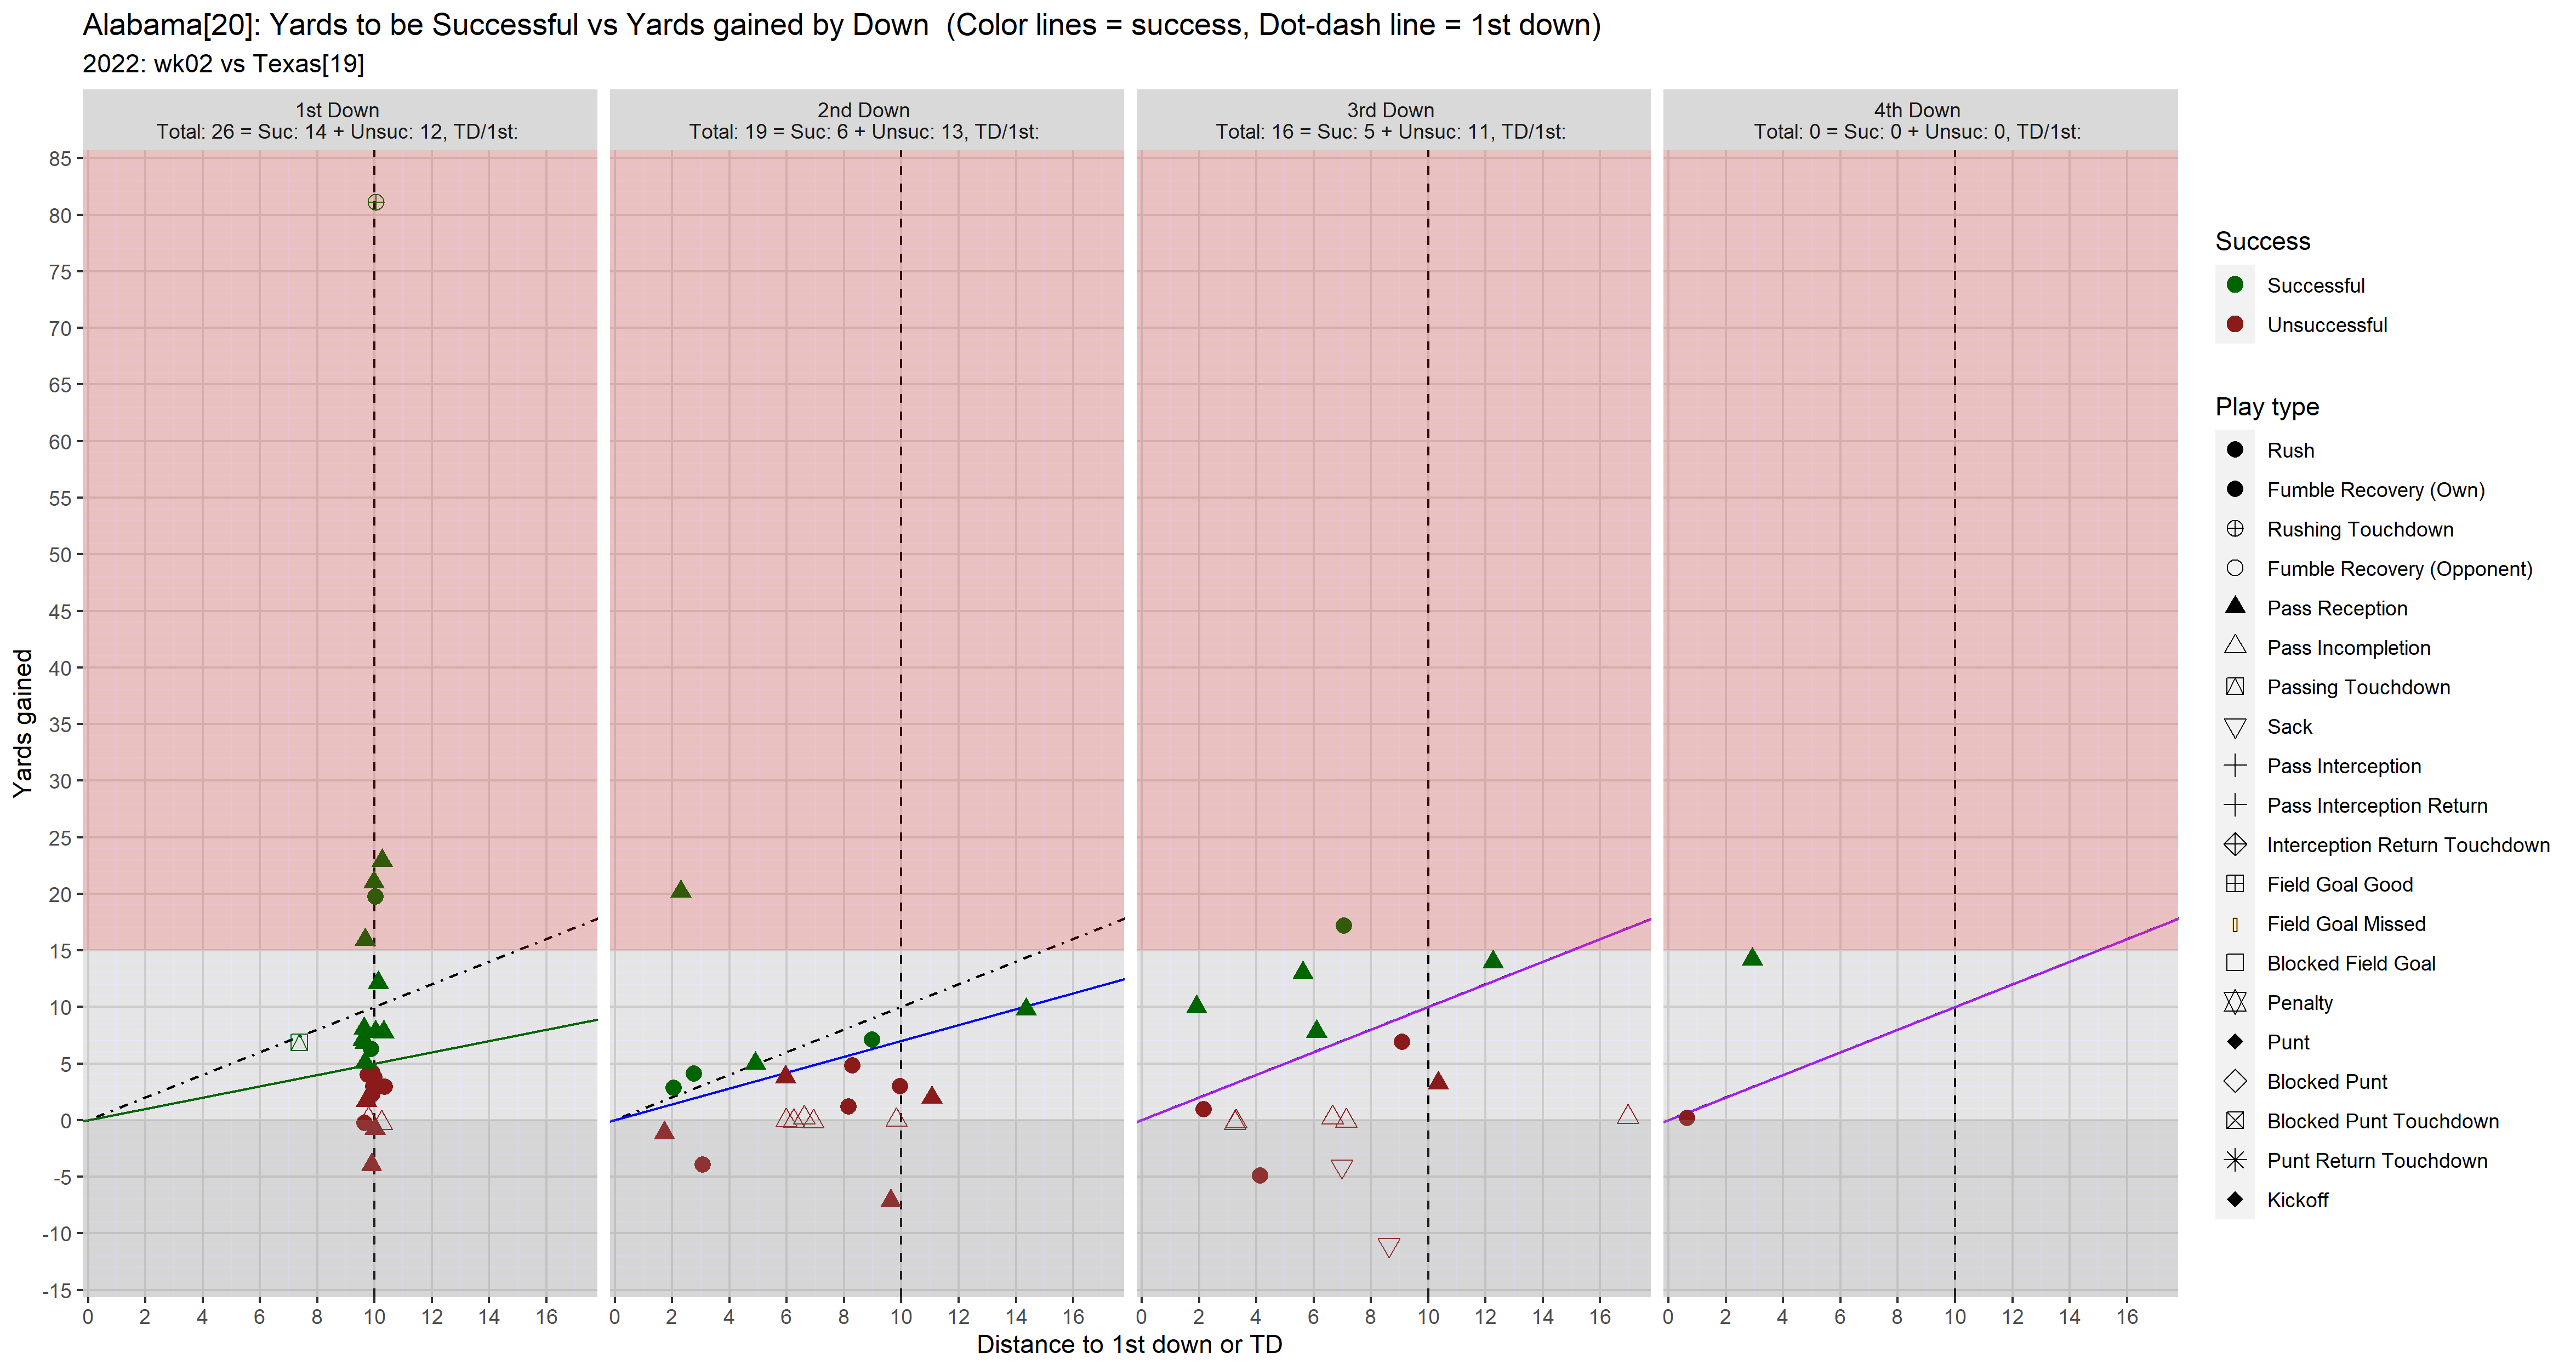 Alabama[20]: Yards to be Successful vs Yards gained by Down  (Color lines = success, Dot-dash line = 1st down)
2022: wk02 vs Texas[19]
1st Down
Total: 26 = Suc: 14 + Unsuc: 12, TD/1st:
2nd Down
Total: 19 = Suc: 6 + Unsuc: 13, TD/1st:
3rd Down
Total: 16 = Suc: 5 + Unsuc: 11, TD/1st:
4th Down
Total: 0 = Suc: 0 + Unsuc: 0, TD/1st:
Yards gained
85
80
75
70
65
60
55
50
45
40
35
30
25
20
15
10
5
0
-5
-10
-15
0 2 4 6 8 10 12 14 16
0 2 4 6 8 10 12 14 16
0 2 4 6 8 10 12 14 16
0 2 4 6 8 10 12 14 16
Distance to 1st down or TD
Success
Successful
Unsuccessful
Play type
Rush
Fumble Recovery (Own)
Rushing Touchdown
Fumble Recovery (Opponent)
Pass Reception
Pass Incompletion
Passing Touchdown
Sack
Pass Interception
Pass Interception Return
Interception Return Touchdown
Field Goal Good
Field Goal Missed
Blocked Field Goal
Penalty
Punt
Blocked Punt
Blocked Punt Touchdown
Punt Return Touchdown
Kickoff